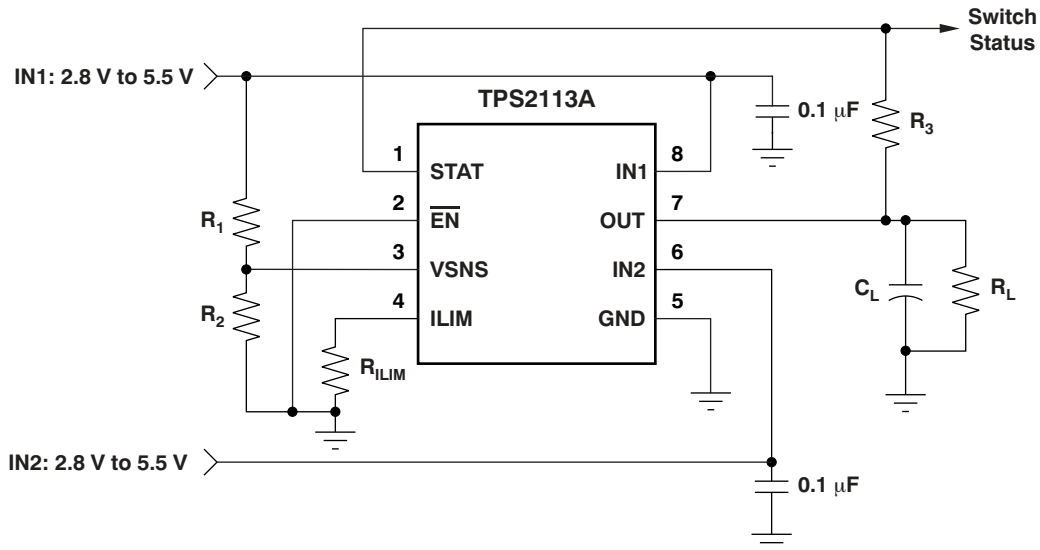 Switch
Status
IN1: 2.8 V to 5.5 V
TPS2113A
0.1 μF
R3
1
STAT
IN1
8
2
EN
OUT
7
R1
3
VSNS
IN2
6
4
ILIM
GND
5
R2
RILIM
CL
RL
IN2: 2.8 V to 5.5 V
0.1 μF